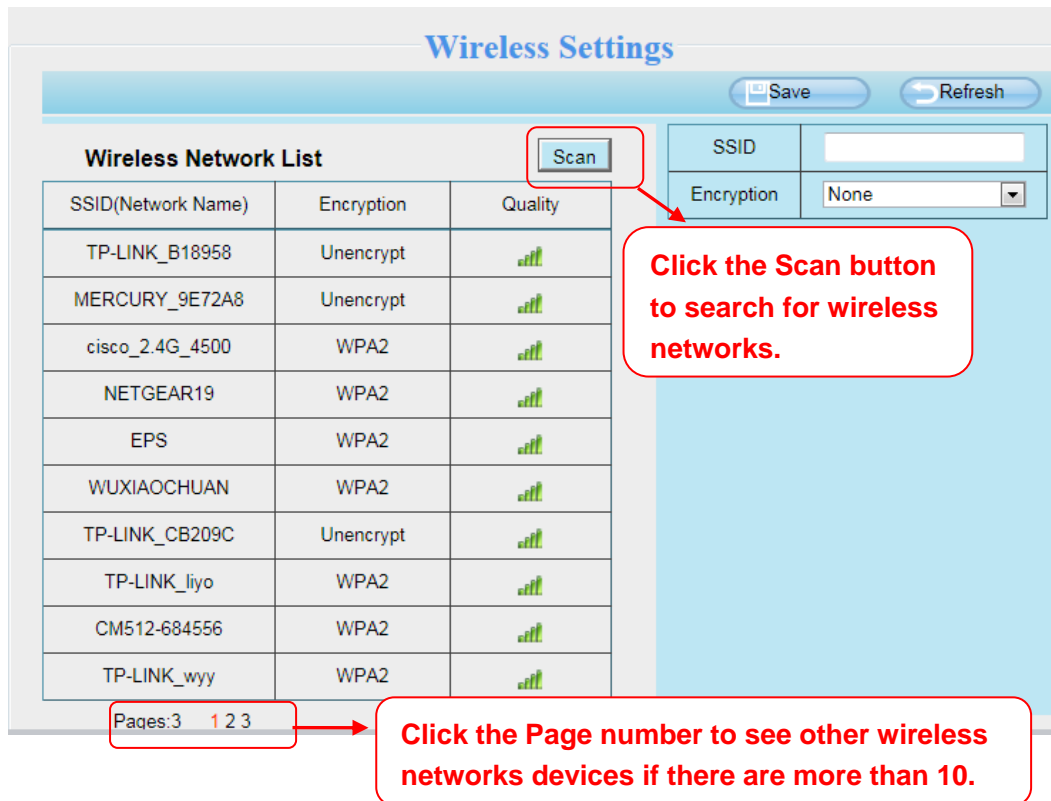 Wireless Settings
Save Refresh
Wireless Network List Scan
SSID
Encryption None
SSID(Network Name) Encryption Quality
TP-LINK_B18958 Unencrypt
MERCURY_9E72A8 Unencrypt
cisco_2.4G_4500 WPA2
NETGEAR19 WPA2
EPS WPA2
WUXIAOCHUAN WPA2
TP-LINK_CB209C Unencrypt
TP-LINK_liyo WPA2
CM512-684556 WPA2
TP-LINK_wyy WPA2
Pages:3 1 2 3
Click the Scan button
to search for wireless
networks.
Click the Page number to see other wireless
networks devices if there are more than 10.